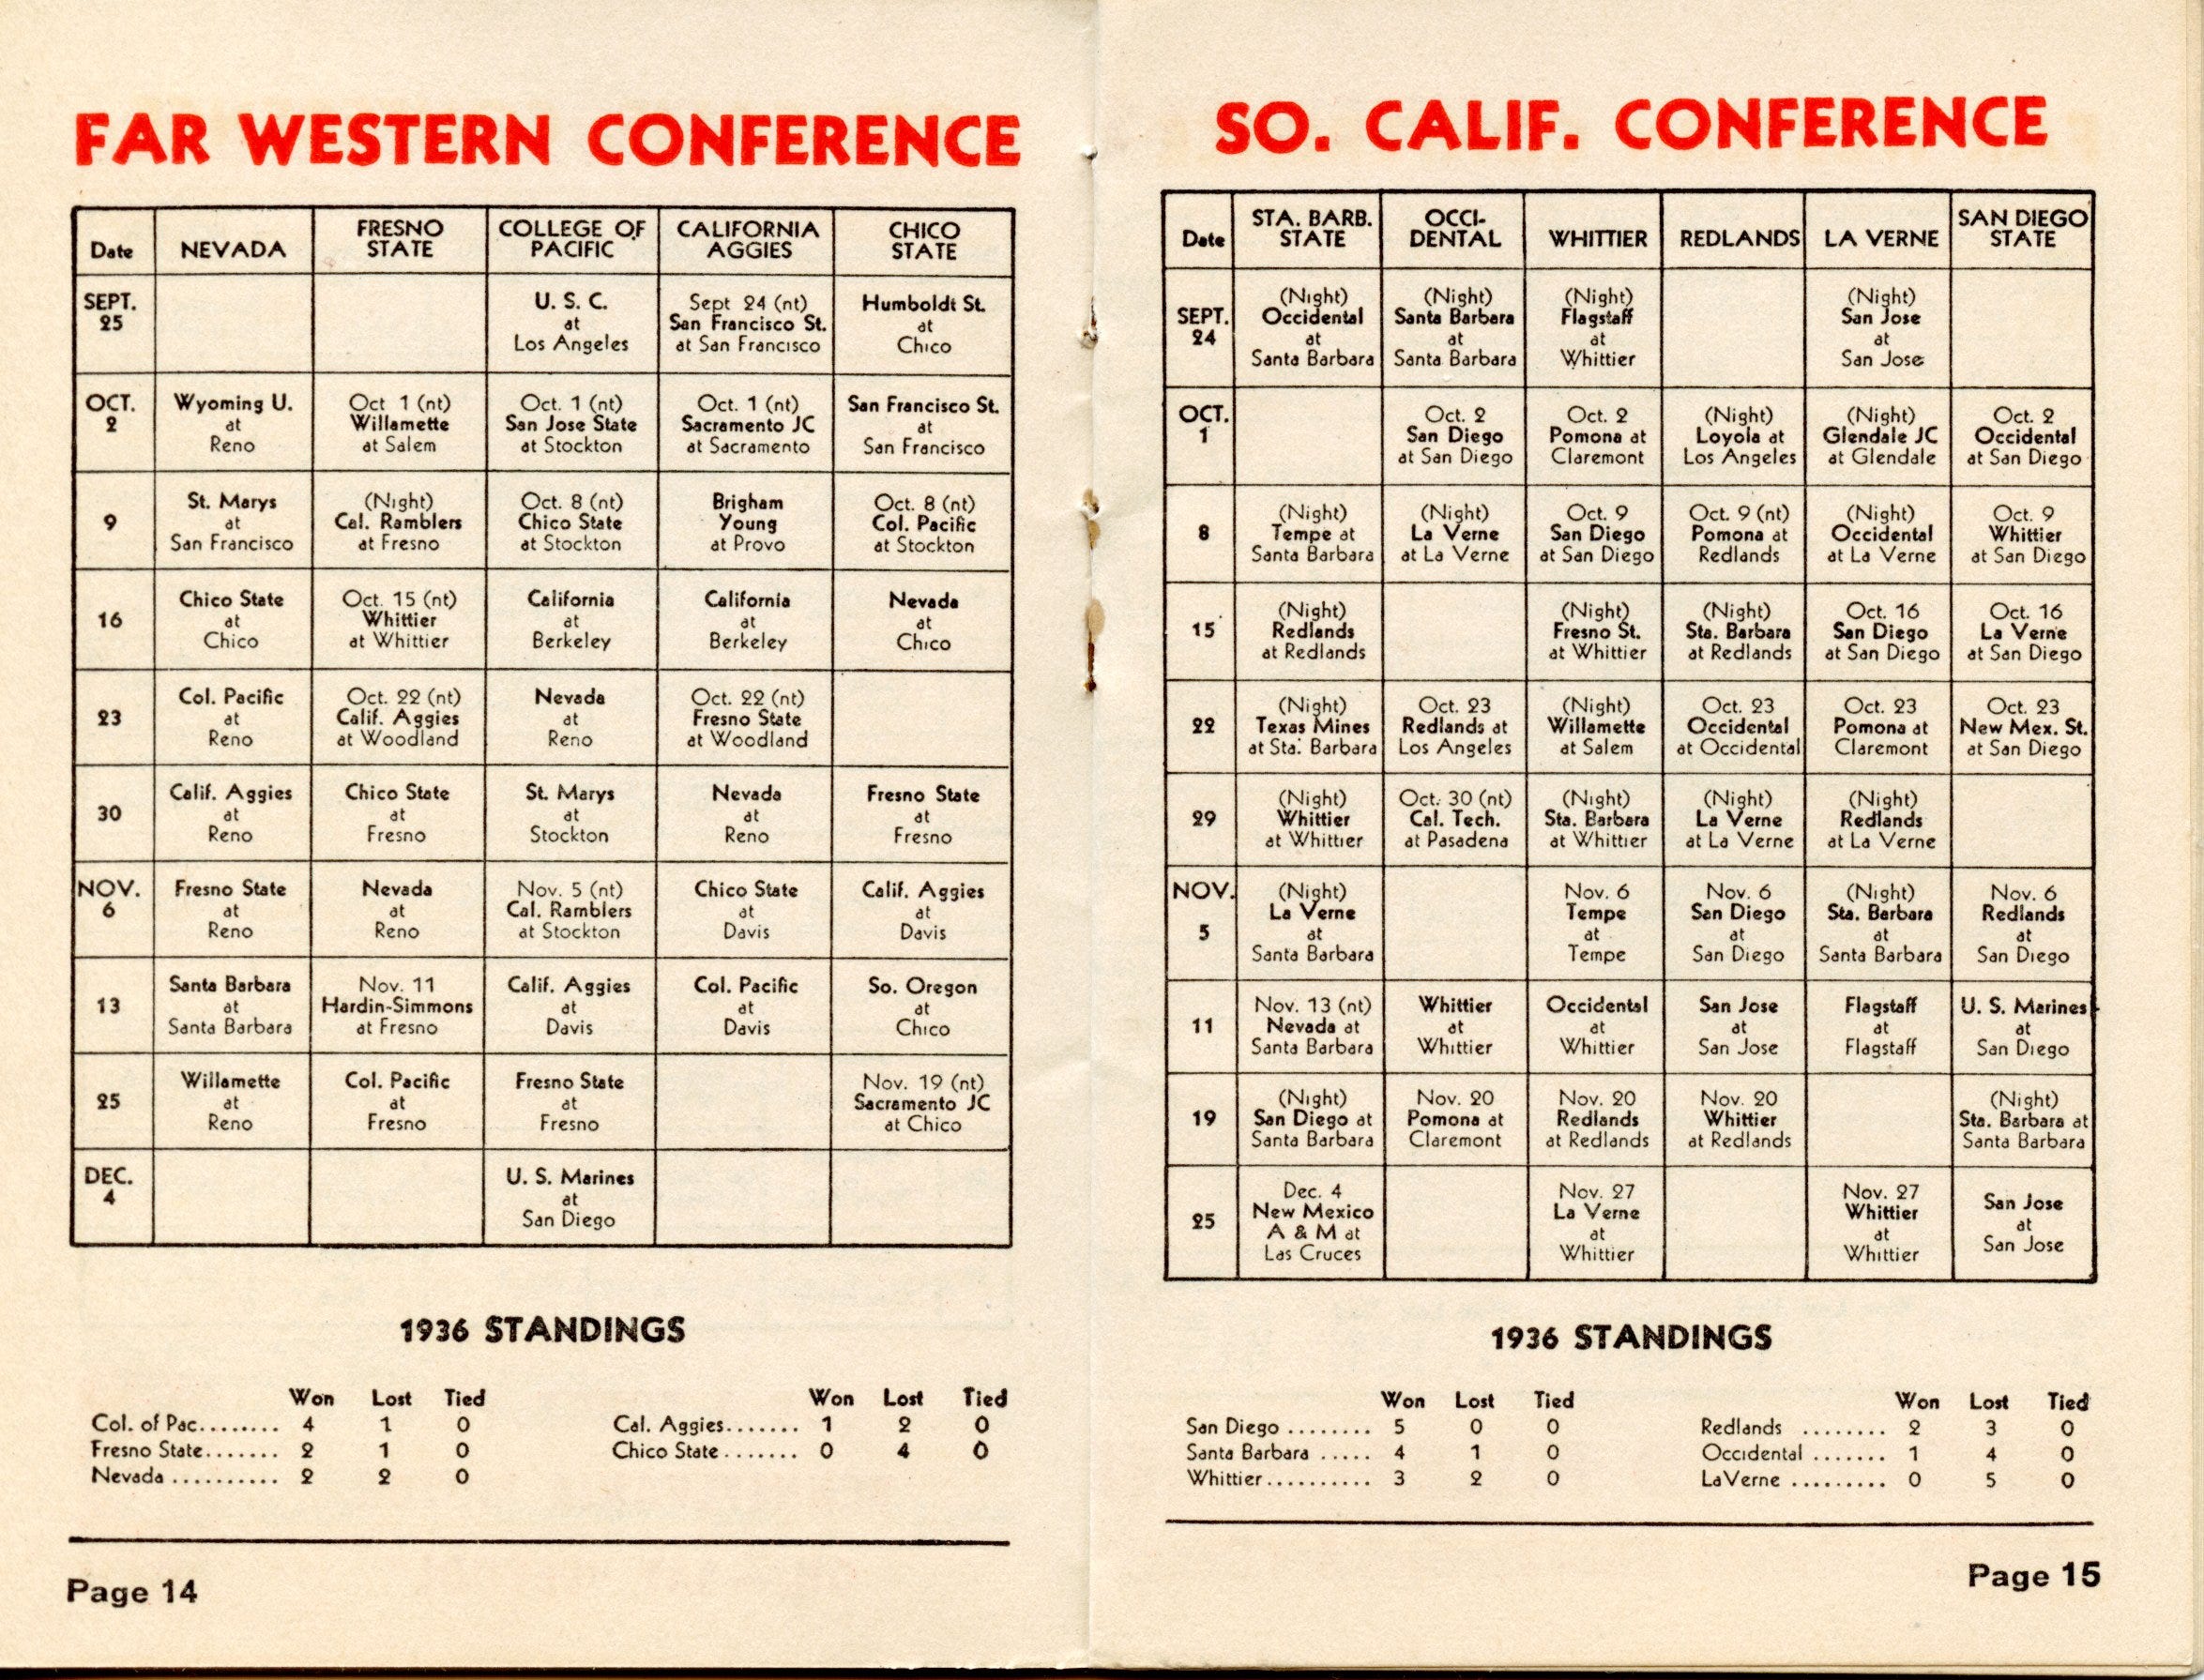 FAR WESTERN CONFERENCE
Date NEVADA FRESNO STATE COLLEGE OF PACIFIC CALIFORNIA AGGIES CHICO STATE
SEPT. 25 U. S. C. at Los Angeles Sept 24 (nt) San Francisco St. at San Francisco Humboldt St. at Chico
OCT. 2 Wyoming U. at Reno Oct 1 (nt) Willamette at Salem Oct. 1 (nt) San Jose State at Stockton Oct. 1 (nt) Sacramento JC at Sacramento San Francisco St. at San Francisco
9 St. Marys at San Francisco (Night) Cal. Ramblers at Fresno Oct. 8 (nt) Chico State at Stockton Brigham Young at Provo Oct. 8 (nt) Col. Pacific at Stockton
16 Chico State at Chico Oct. 15 (nt) Whittier at Whittier California at Berkeley California at Berkeley Nevada at Chico
23 Col. Pacific at Reno Oct. 22 (nt) Calif. Aggies at Woodland Nevada at Reno Oct. 22 (nt) Fresno State at Woodland
30 Calif. Aggies at Reno Chico State at Fresno St. Marys at Stockton Nevada at Reno Fresno State at Fresno
NOV. 6 Fresno State at Reno Nevada at Reno Nov. 5 (nt) Cal. Ramblers at Stockton Chico State at Davis Calif. Aggies at Davis
13 Santa Barbara at Santa Barbara Nov. 11 Hardin-Simmons at Fresno Calif. Aggies at Davis Col. Pacific at Davis So. Oregon at Chico
25 Willamette at Reno Col. Pacific at Fresno Fresno State at Fresno Nov. 19 (nt) Sacramento JC at Chico
DEC. 4 U. S. Marines at San Diego
1936 STANDINGS
Won Lost Tied Won Lost Tied
Col. of Pac........ 4 1 0 Cal. Aggies....... 1 2 0
Fresno State....... 2 1 0 Chico State....... 0 4 0
Nevada .......... 2 2 0
Page 14
SO. CALIF. CONFERENCE
Date STA. BARB. STATE OCCI-DENTAL WHITTIER REDLANDS LA VERNE SAN DIEGO STATE
SEPT. 24 (Night) Occidental at Santa Barbara (Night) Santa Barbara at Santa Barbara (Night) Flagstaff at Whittier (Night) San Jose at San Jose
OCT. 1 Oct. 2 San Diego at San Diego Oct. 2 Pomona at Claremont (Night) Loyola at Los Angeles (Night) Glendale JC at Glendale Oct. 2 Occidental at San Diego
8 (Night) Tempe at Santa Barbara (Night) La Verne at La Verne Oct. 9 San Diego at San Diego Oct. 9 (nt) Pomona at Redlands (Night) Occidental at La Verne Oct. 9 Whittier at San Diego
15 (Night) Redlands at Redlands (Night) Fresno St. at Whittier (Night) Sta. Barbara at Redlands Oct. 16 San Diego at San Diego Oct. 16 La Verne at San Diego
22 (Night) Texas Mines at Sta. Barbara Oct. 23 Redlands at Los Angeles (Night) Willamette at Salem Oct. 23 Occidental at Occidental Oct. 23 Pomona at Claremont Oct. 23 New Mex. St. at San Diego
29 (Night) Whittier at Whittier Oct. 30 (nt) Cal. Tech. at Pasadena (Night) Sta. Barbara at Whittier (Night) La Verne at La Verne (Night) Redlands at La Verne
NOV. 5 (Night) La Verne at Santa Barbara Nov. 6 Tempe at Tempe Nov. 6 San Diego at San Diego (Night) Sta. Barbara at Santa Barbara Nov. 6 Redlands at San Diego
11 Nov. 13 (nt) Nevada at Santa Barbara Whittier at Whittier Occidental at Whittier San Jose at San Jose Flagstaff at Flagstaff U. S. Marines at San Diego
19 (Night) San Diego at Santa Barbara Nov. 20 Pomona at Claremont Nov. 20 Redlands at Redlands Nov. 20 Whittier at Redlands (Night) Sta. Barbara at Santa Barbara
25 Dec. 4 New Mexico A & M at Las Cruces Nov. 27 La Verne at Whittier Nov. 27 Whittier at Whittier San Jose at San Jose
1936 STANDINGS
Won Lost Tied Won Lost Tied
San Diego ........ 5 0 0 Redlands ........ 2 3 0
Santa Barbara ..... 4 1 0 Occidental ....... 1 4 0
Whittier.......... 3 2 0 LaVerne ......... 0 5 0
Page 15